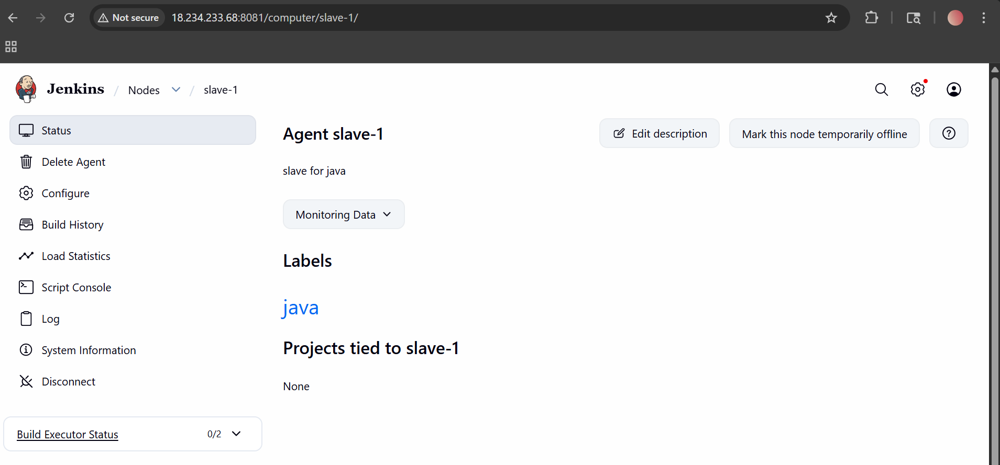 Not secure 18.234.233.68:8081/computer/slave-1/
Jenkins / Nodes / slave-1
Status
Delete Agent
Configure
Build History
Load Statistics
Script Console
Log
System Information
Disconnect
Build Executor Status 0/2
Agent slave-1
Edit description
Mark this node temporarily offline
slave for java
Monitoring Data
Labels
java
Projects tied to slave-1
None